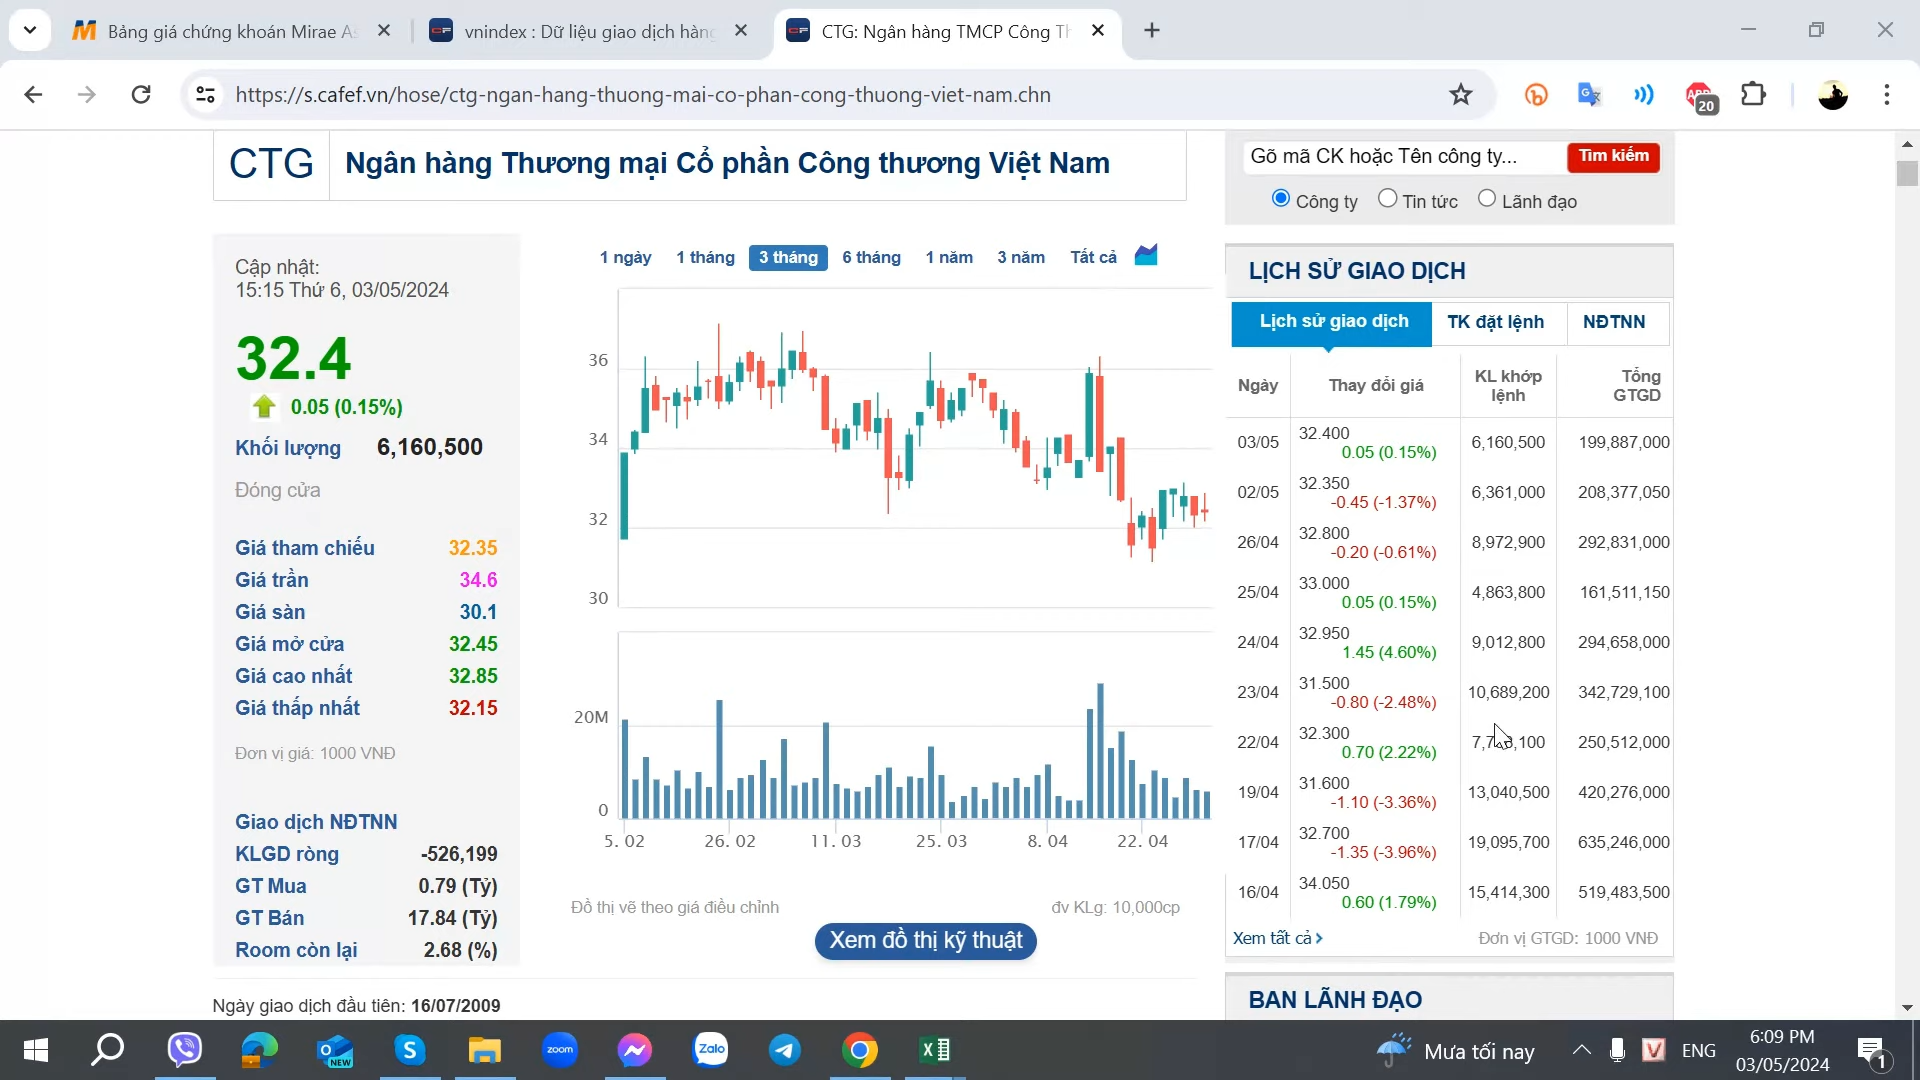 Bảng giá chứng khoán Mirae As
vnindex : Dữ liệu giao dịch hàng
CTG: Ngân hàng TMCP Công Th
https://s.cafef.vn/hose/ctg-ngan-hang-thuong-mai-co-phan-cong-thuong-viet-nam.chn
20
CTG
Ngân hàng Thương mại Cổ phần Công thương Việt Nam
Gõ mã CK hoặc Tên công ty...
Tìm kiếm
Công ty
Tin tức
Lãnh đạo
Cập nhật:
15:15 Thứ 6, 03/05/2024
32.4
0.05 (0.15%)
Khối lượng 6,160,500
Đóng cửa
Giá tham chiếu 32.35
Giá trần 34.6
Giá sàn 30.1
Giá mở cửa 32.45
Giá cao nhất 32.85
Giá thấp nhất 32.15
Đơn vị giá: 1000 VNĐ
Giao dịch NĐTNN
KLGD ròng -526,199
GT Mua 0.79 (Tỷ)
GT Bán 17.84 (Tỷ)
Room còn lại 2.68 (%)
Ngày giao dịch đầu tiên: 16/07/2009
1 ngày 1 tháng 3 tháng 6 tháng 1 năm 3 năm Tất cả
36
34
32
30
20M
0
5. 02 26. 02 11. 03 25. 03 8. 04 22. 04
Đồ thị vẽ theo giá điều chỉnh
đv KLg: 10,000cp
Xem đồ thị kỹ thuật
LỊCH SỬ GIAO DỊCH
Lịch sử giao dịch TK đặt lệnh NĐTNN
Ngày Thay đổi giá KL khớp lệnh Tổng GTGD
03/05 32.400 0.05 (0.15%) 6,160,500 199,887,000
02/05 32.350 -0.45 (-1.37%) 6,361,000 208,377,050
26/04 32.800 -0.20 (-0.61%) 8,972,900 292,831,000
25/04 33.000 0.05 (0.15%) 4,863,800 161,511,150
24/04 32.950 1.45 (4.60%) 9,012,800 294,658,000
23/04 31.500 -0.80 (-2.48%) 10,689,200 342,729,100
22/04 32.300 0.70 (2.22%) 250,512,000
19/04 31.600 -1.10 (-3.36%) 13,040,500 420,276,000
17/04 32.700 -1.35 (-3.96%) 19,095,700 635,246,000
16/04 34.050 0.60 (1.79%) 15,414,300 519,483,500
Xem tất cả
Đơn vị GTGD: 1000 VNĐ
BAN LÃNH ĐẠO
NEW
zoom
Zalo
Mưa tối nay
ENG
6:09 PM
03/05/2024
1